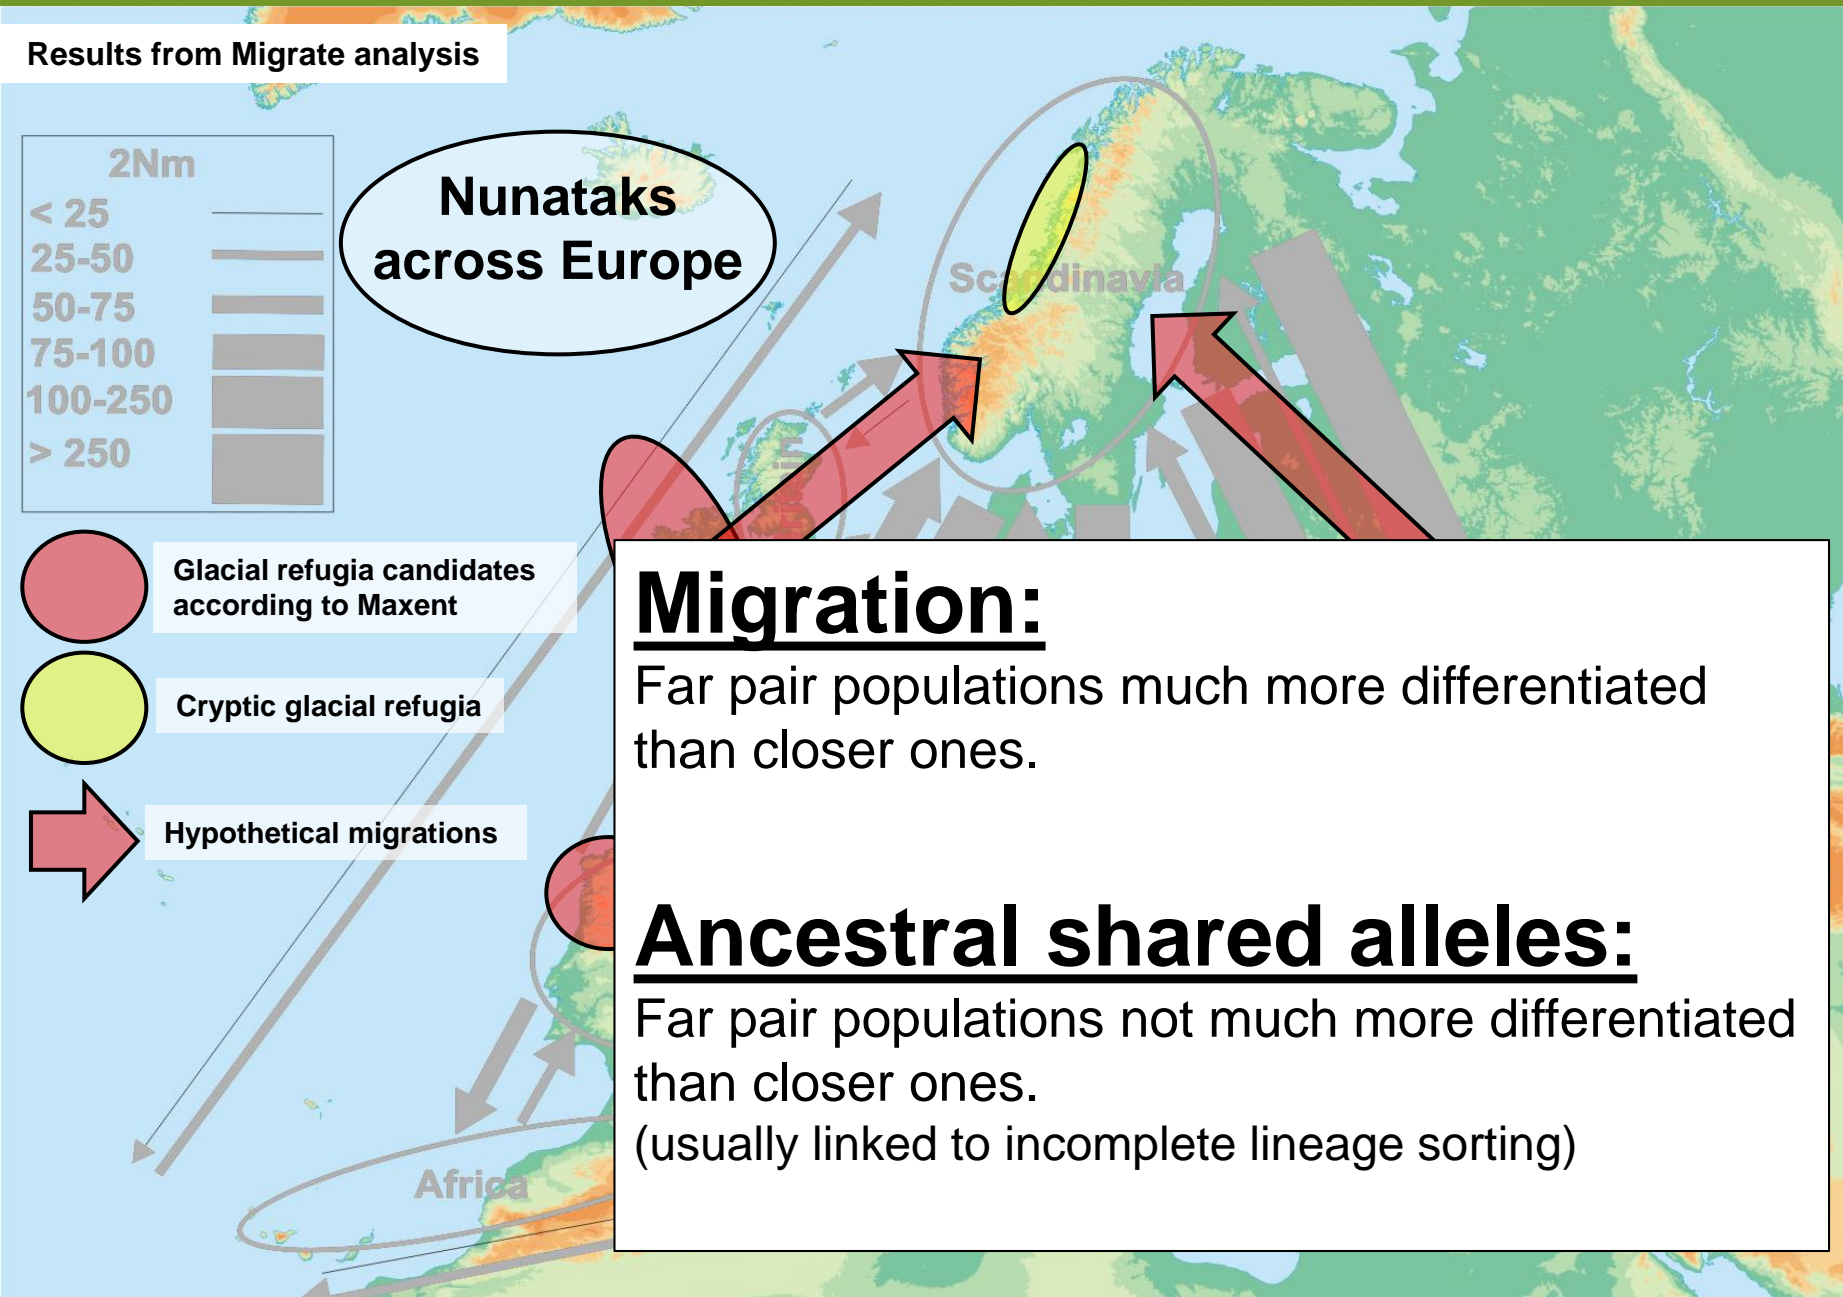 Results from Migrate analysis
2Nm
< 25
25-50
50-75
75-100
100-250
> 250
Nunataks
across Europe
Scandinavia
Glacial refugia candidates
according to Maxent
Cryptic glacial refugia
Hypothetical migrations
Migration:
Far pair populations much more differentiated
than closer ones.
Ancestral shared alleles:
Far pair populations not much more differentiated
than closer ones.
(usually linked to incomplete lineage sorting)
Africa